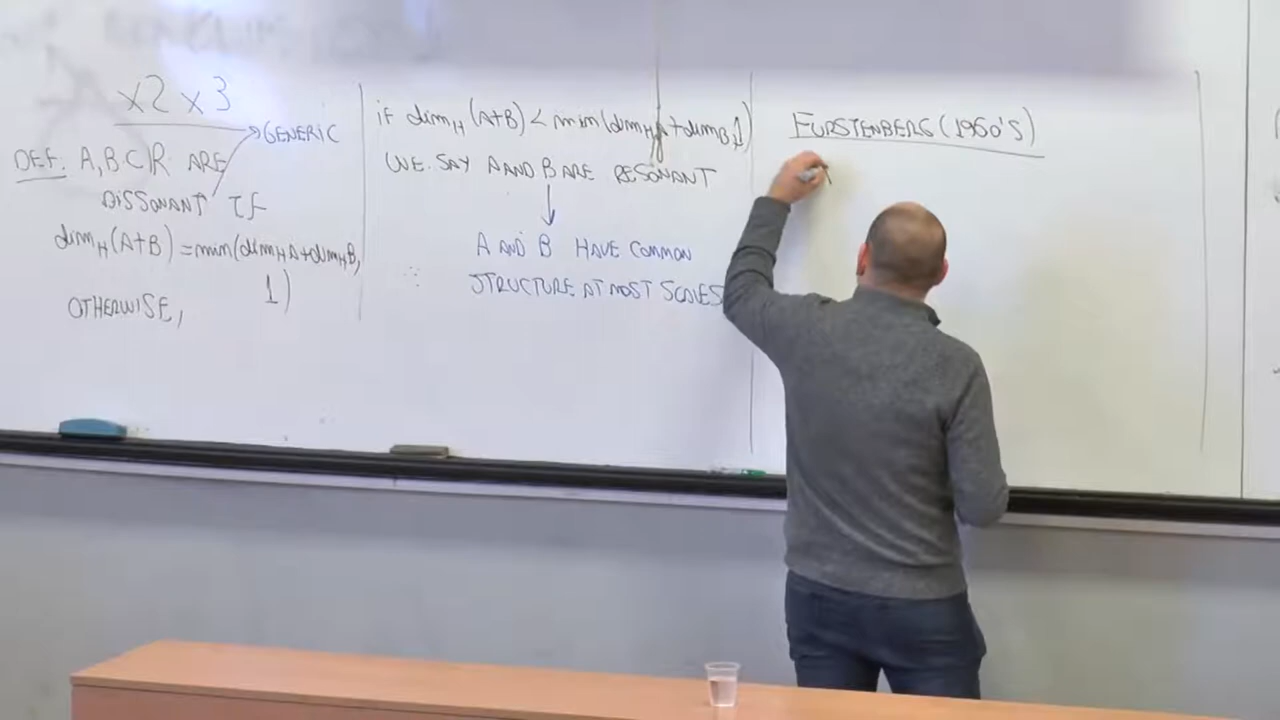 ×2 ×3
GENERIC
DEF. A,B⊂ℝ ARE
DISSONANT IF
dim_H(A+B)=min(dim_H A+dim_H B,
1)
OTHERWISE,
if dim_H(A+B)<min(dim_H A+dim B,1)
WE SAY A AND B ARE RESONANT
A AND B HAVE COMMON
STRUCTURE AT MOST SCALES
FURSTENBERG(1960'S)